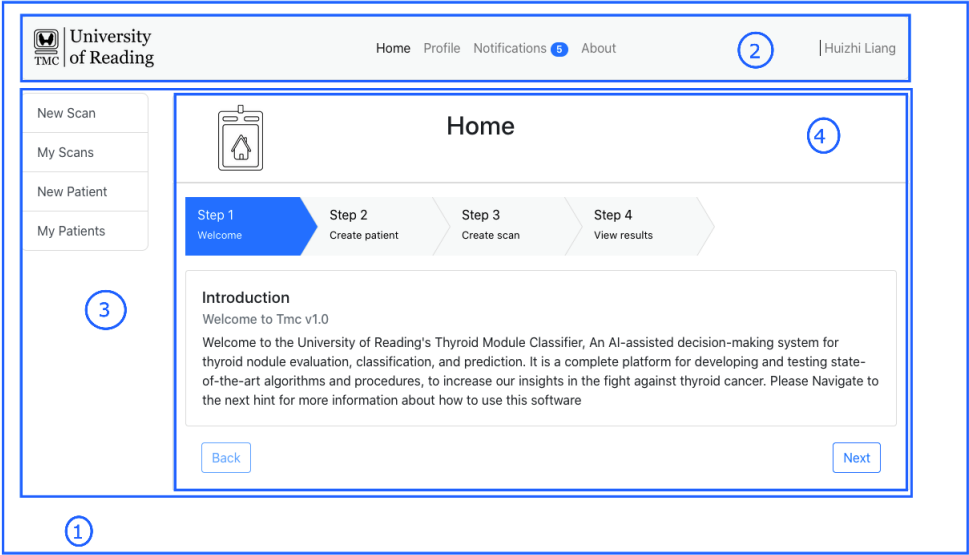 University
of Reading
TMC
Home Profile Notifications 5 About
2
Huizhi Liang
New Scan
My Scans
New Patient
My Patients
3
Home
4
Step 1
Welcome
Step 2
Create patient
Step 3
Create scan
Step 4
View results
Introduction
Welcome to Tmc v1.0
Welcome to the University of Reading's Thyroid Module Classifier, An AI-assisted decision-making system for
thyroid nodule evaluation, classification, and prediction. It is a complete platform for developing and testing state-
of-the-art algorithms and procedures, to increase our insights in the fight against thyroid cancer. Please Navigate to
the next hint for more information about how to use this software
Back
Next
1